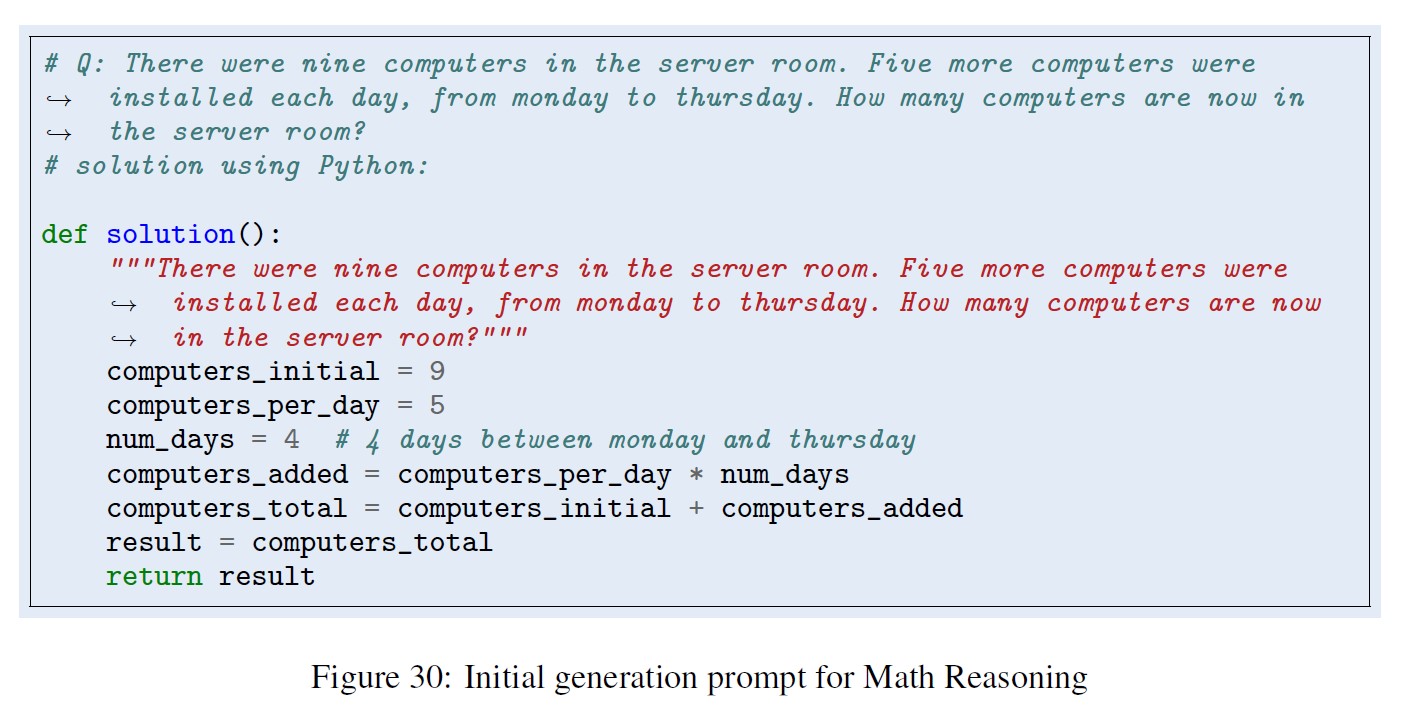 # Q: There were nine computers in the server room. Five more computers were
↪ installed each day, from monday to thursday. How many computers are now in
↪ the server room?
# solution using Python:

def solution():
    """There were nine computers in the server room. Five more computers were
    ↪ installed each day, from monday to thursday. How many computers are now
    ↪ in the server room?"""
    computers_initial = 9
    computers_per_day = 5
    num_days = 4  # 4 days between monday and thursday
    computers_added = computers_per_day * num_days
    computers_total = computers_initial + computers_added
    result = computers_total
    return result
Figure 30: Initial generation prompt for Math Reasoning